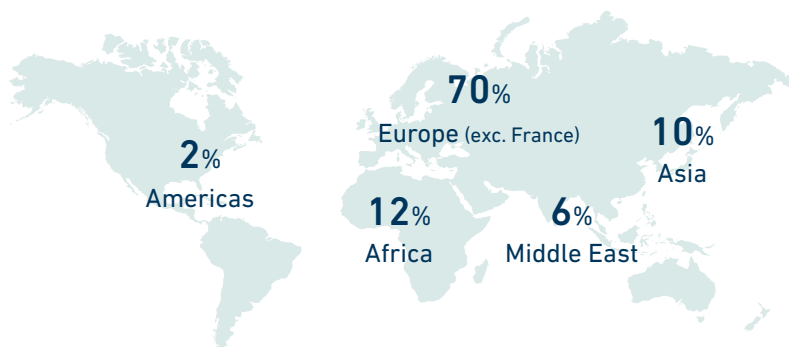 70%
Europe (exc. France)
10%
Asia
2%
Americas
12%
Africa
6%
Middle East